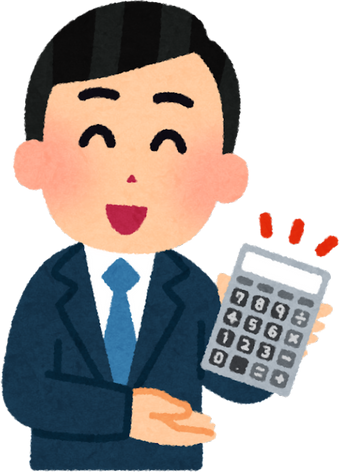 7 8 9 ÷
4 5 6 ×
1 2 3 −
0 . = +